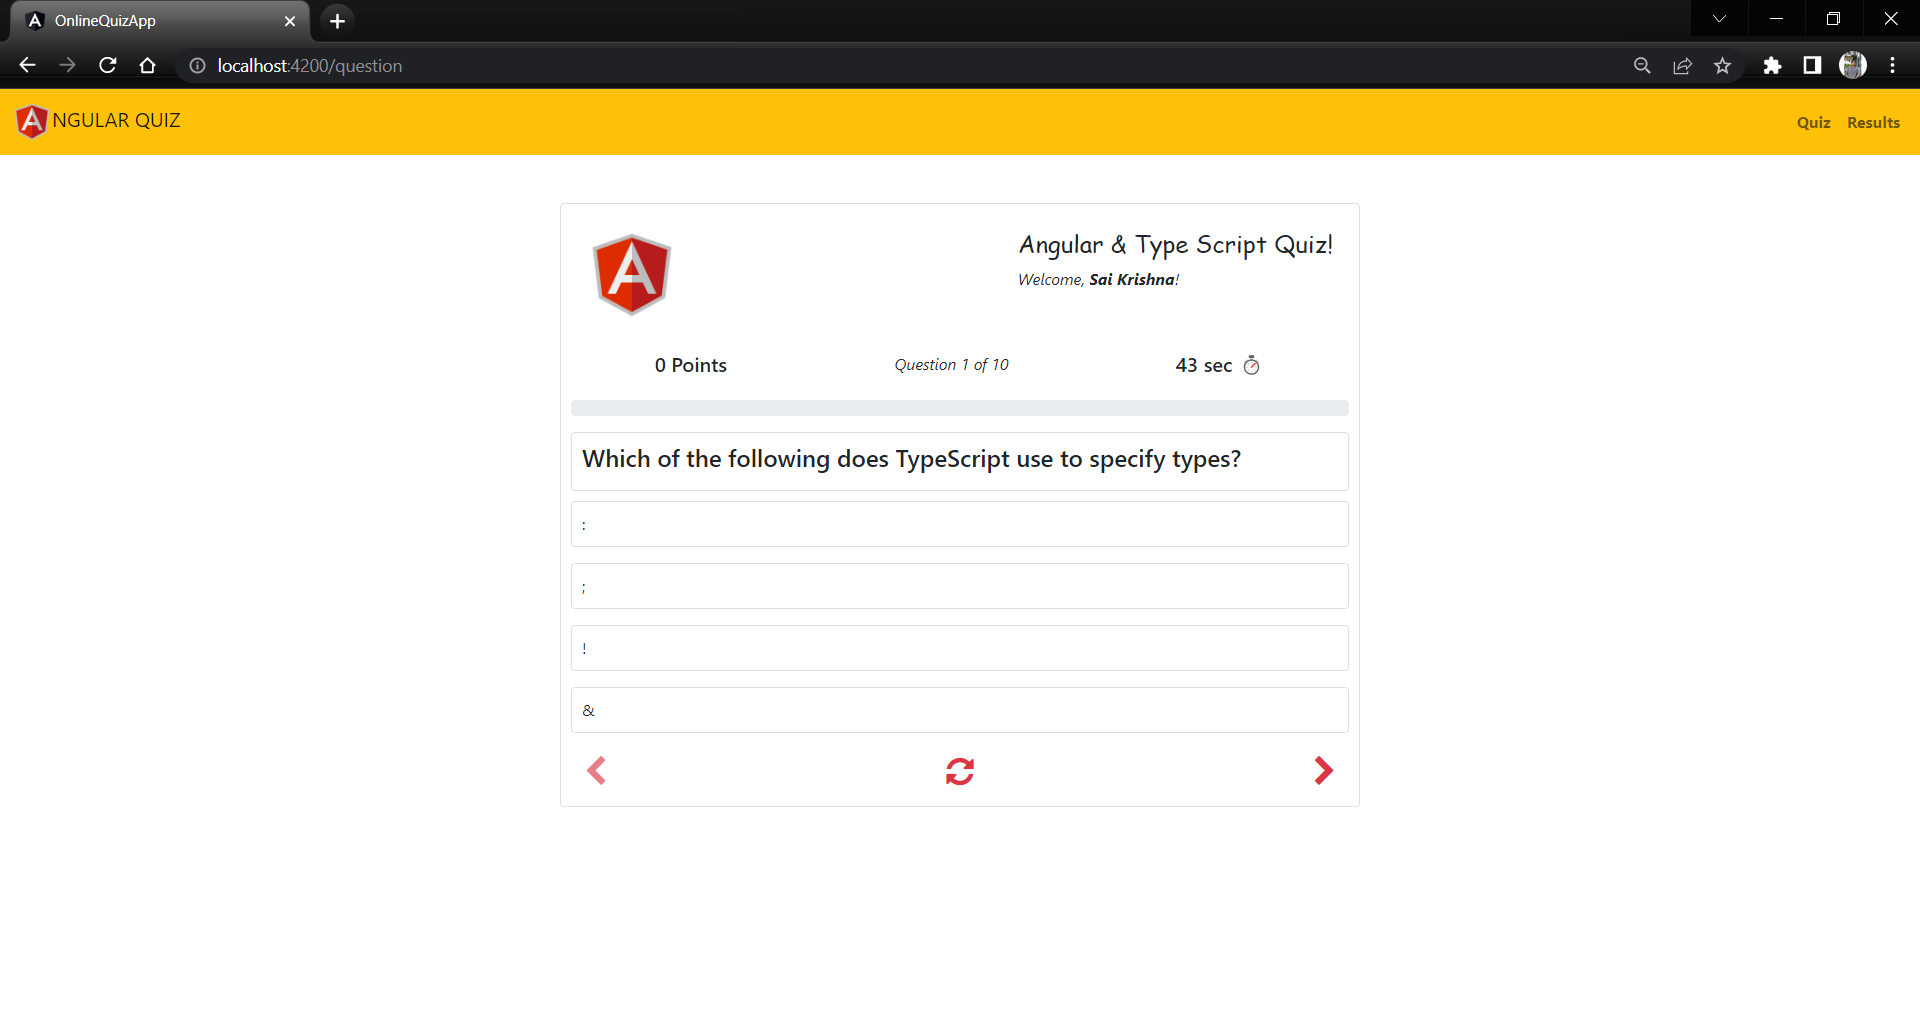 OnlineQuizApp
localhost:4200/question
NGULAR QUIZ
Quiz Results
Angular & Type Script Quiz!
Welcome, Sai Krishna!
0 Points
Question 1 of 10
43 sec
Which of the following does TypeScript use to specify types?
:
;
!
&